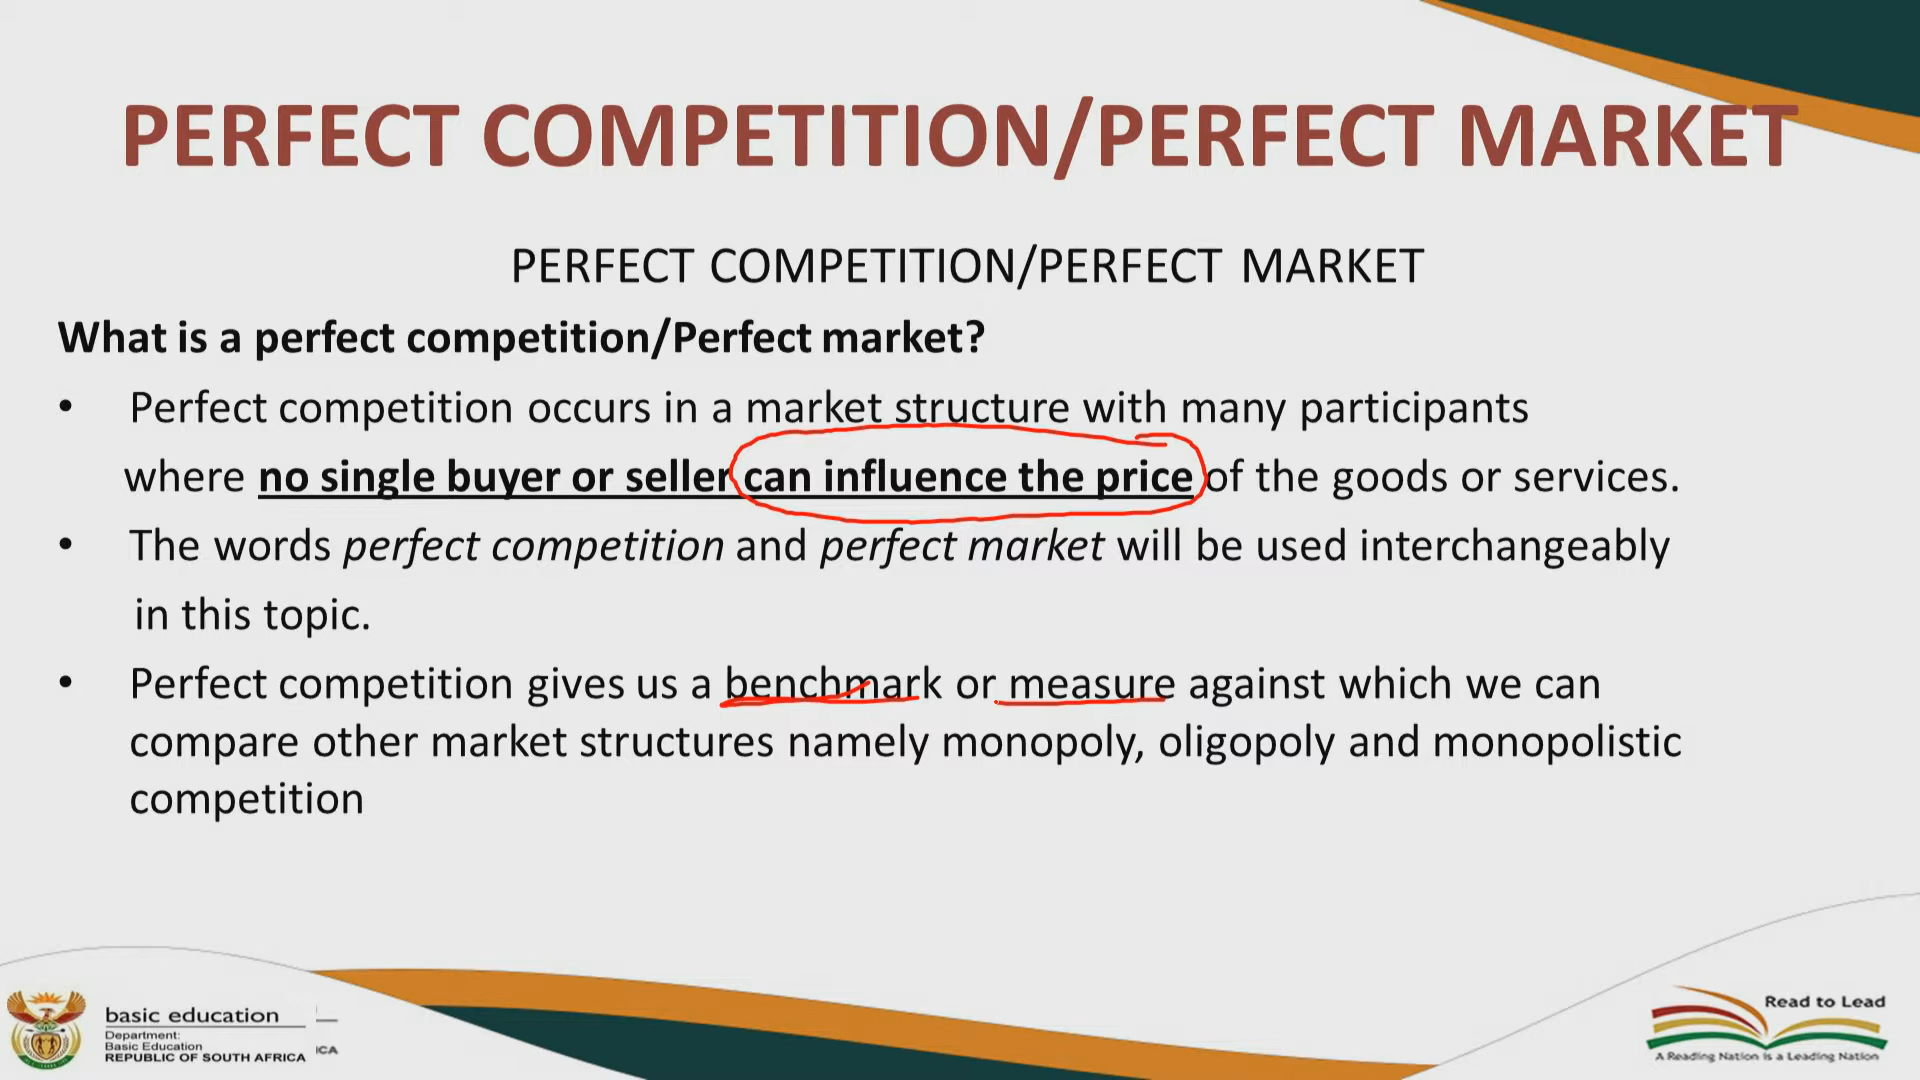 PERFECT COMPETITION/PERFECT MARKET
PERFECT COMPETITION/PERFECT MARKET
What is a perfect competition/Perfect market?
• Perfect competition occurs in a market structure with many participants
where no single buyer or seller can influence the price of the goods or services.
• The words perfect competition and perfect market will be used interchangeably
in this topic.
• Perfect competition gives us a benchmark or measure against which we can
compare other market structures namely monopoly, oligopoly and monopolistic
competition
basic education
Department:
Basic Education
REPUBLIC OF SOUTH AFRICA
ICA
Read to Lead
A Reading Nation is a Leading Nation